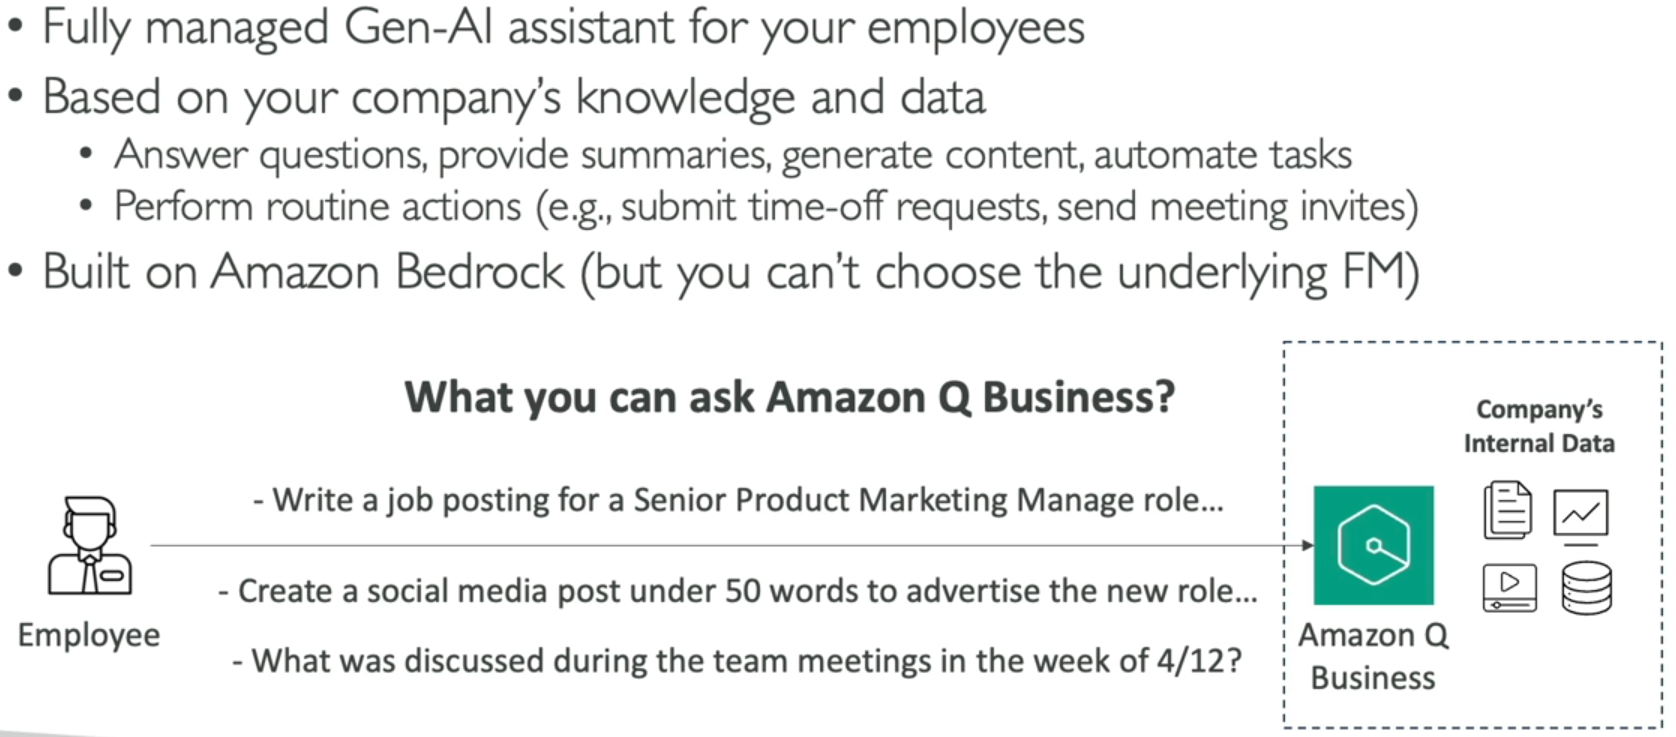 • Fully managed Gen-AI assistant for your employees
• Based on your company's knowledge and data
• Answer questions, provide summaries, generate content, automate tasks
• Perform routine actions (e.g., submit time-off requests, send meeting invites)
• Built on Amazon Bedrock (but you can't choose the underlying FM)
What you can ask Amazon Q Business?
- Write a job posting for a Senior Product Marketing Manage role...
- Create a social media post under 50 words to advertise the new role...
- What was discussed during the team meetings in the week of 4/12?
Employee
Company's
Internal Data
Amazon Q
Business